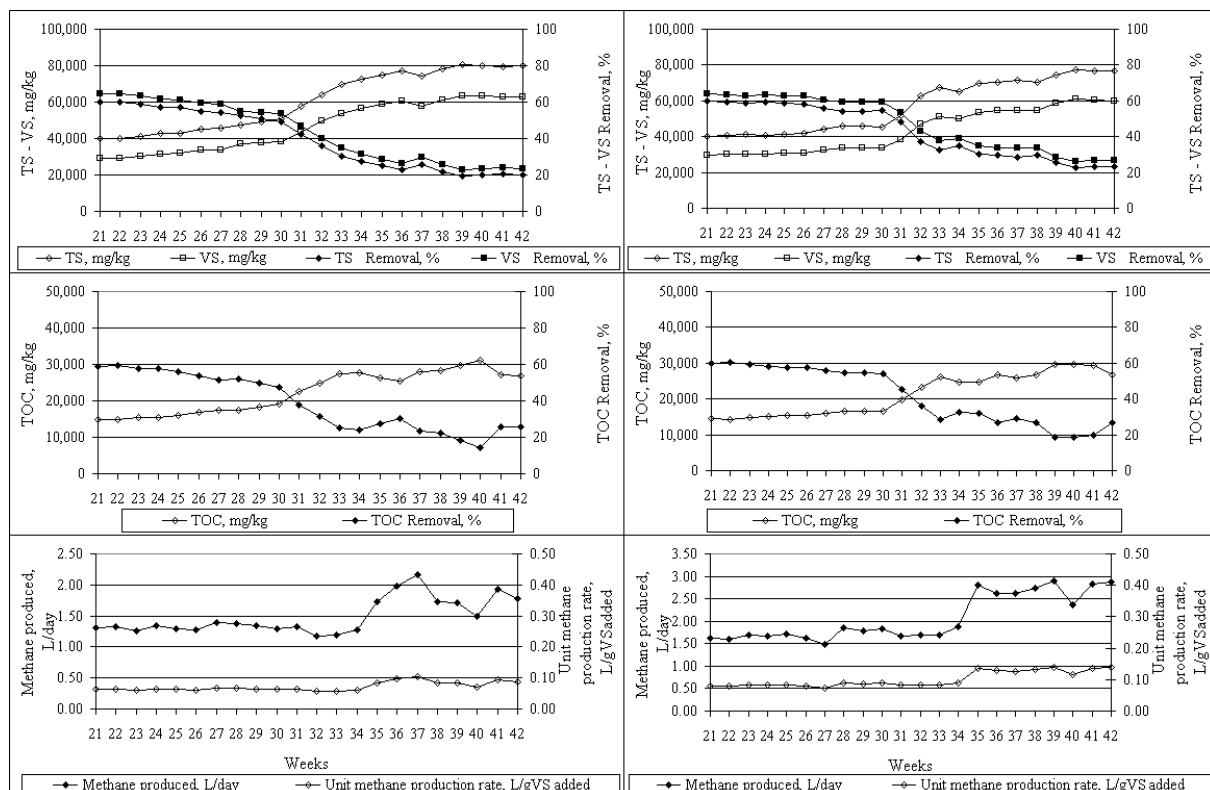 100,000
80,000
60,000
40,000
20,000
0
TS - VS, mg/kg
100
80
60
40
20
0
TS - VS Removal, %
21 22 23 24 25 26 27 28 29 30 31 32 33 34 35 36 37 38 39 40 41 42
TS, mg/kg VS, mg/kg TS Removal, % VS Removal, %
100,000
80,000
60,000
40,000
20,000
0
TS - VS, mg/kg
100
80
60
40
20
0
TS - VS Removal, %
21 22 23 24 25 26 27 28 29 30 31 32 33 34 35 36 37 38 39 40 41 42
TS, mg/kg VS, mg/kg TS Removal, % VS Removal, %
50,000
40,000
30,000
20,000
10,000
0
TOC, mg/kg
100
80
60
40
20
0
TOC Removal, %
21 22 23 24 25 26 27 28 29 30 31 32 33 34 35 36 37 38 39 40 41 42
TOC, mg/kg TOC Removal, %
50,000
40,000
30,000
20,000
10,000
0
TOC, mg/kg
100
80
60
40
20
0
TOC Removal, %
21 22 23 24 25 26 27 28 29 30 31 32 33 34 35 36 37 38 39 40 41 42
TOC, mg/kg TOC Removal, %
2.50
2.00
1.50
1.00
0.50
0.00
Methane produced,
L/day
0.50
0.40
0.30
0.20
0.10
0.00
Unit methane
production rate,
L/gVSadded
21 22 23 24 25 26 27 28 29 30 31 32 33 34 35 36 37 38 39 40 41 42
Weeks
Methane produced, L/day Unit methane production rate, L/gVS added
3.50
3.00
2.50
2.00
1.50
1.00
0.50
0.00
Methane produced,
L/day
0.50
0.40
0.30
0.20
0.10
0.00
Unit methane
production rate,
L/gVSadded
21 22 23 24 25 26 27 28 29 30 31 32 33 34 35 36 37 38 39 40 41 42
Weeks
Methane produced, L/day Unit methane production rate, L/gVS added